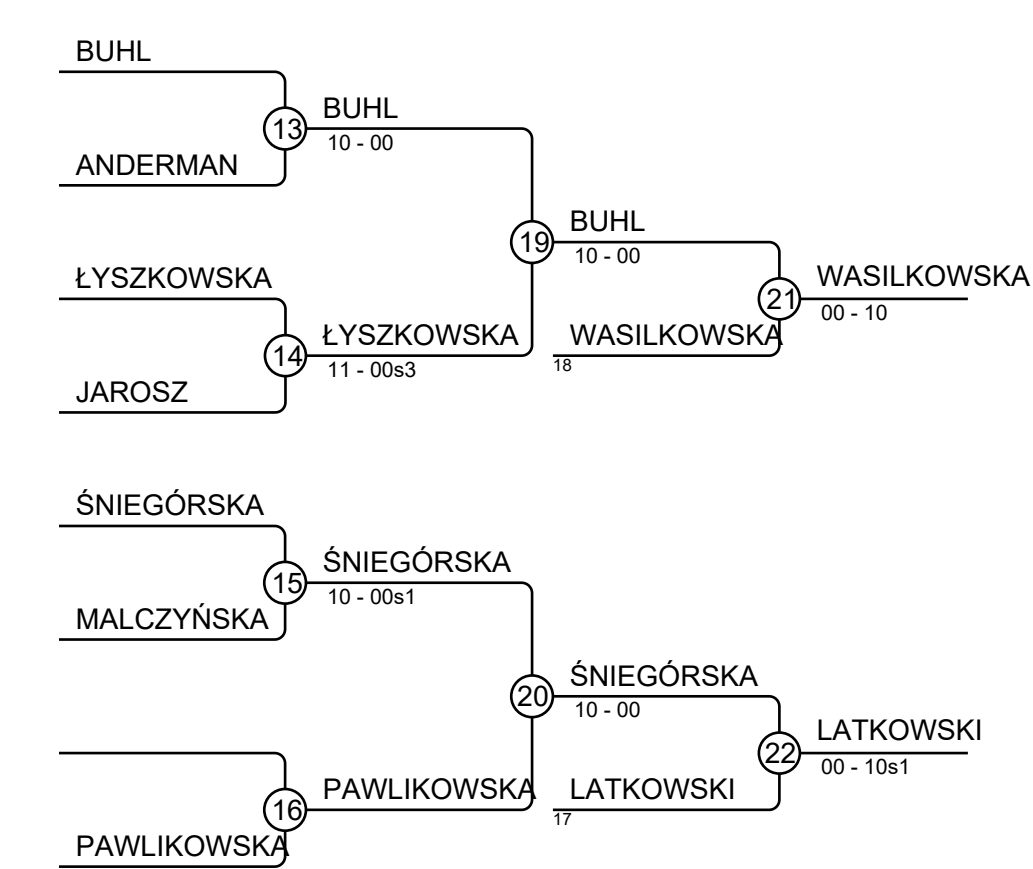 BUHL
13
BUHL
10 - 00
ANDERMAN
19
BUHL
10 - 00
ŁYSZKOWSKA
14
ŁYSZKOWSKA
11 - 00s3
JAROSZ
WASILKOWSKA
18
21
WASILKOWSKA
00 - 10
ŚNIEGÓRSKA
15
ŚNIEGÓRSKA
10 - 00s1
MALCZYŃSKA
20
ŚNIEGÓRSKA
10 - 00
16
PAWLIKOWSKA
PAWLIKOWSKA
LATKOWSKI
17
22
LATKOWSKI
00 - 10s1